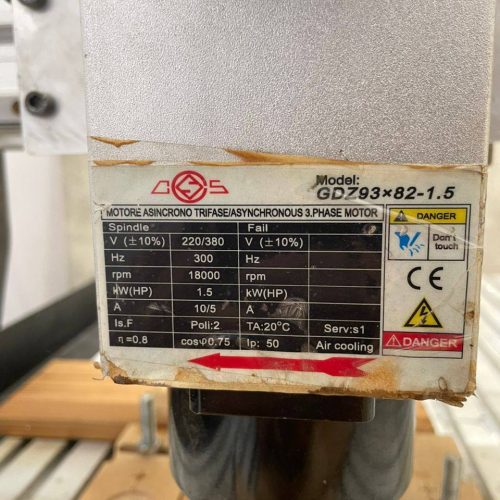 Model:
GDZ93×82-1.5
MOTORE ASINCRONO TRIFASE/ASYNCHRONOUS 3.PHASE MOTOR
DANGER
Spindle Fail
V (±10%) 220/380 V (±10%)
Don't touch
Hz 300 Hz
rpm 18000 rpm
CE
kW(HP) 1.5 kW(HP)
A 10/5 A
Is.F Poli:2 TA:20°C Serv:s1
η=0.8 cosφ0.75 Ip: 50 Air cooling
DANGER